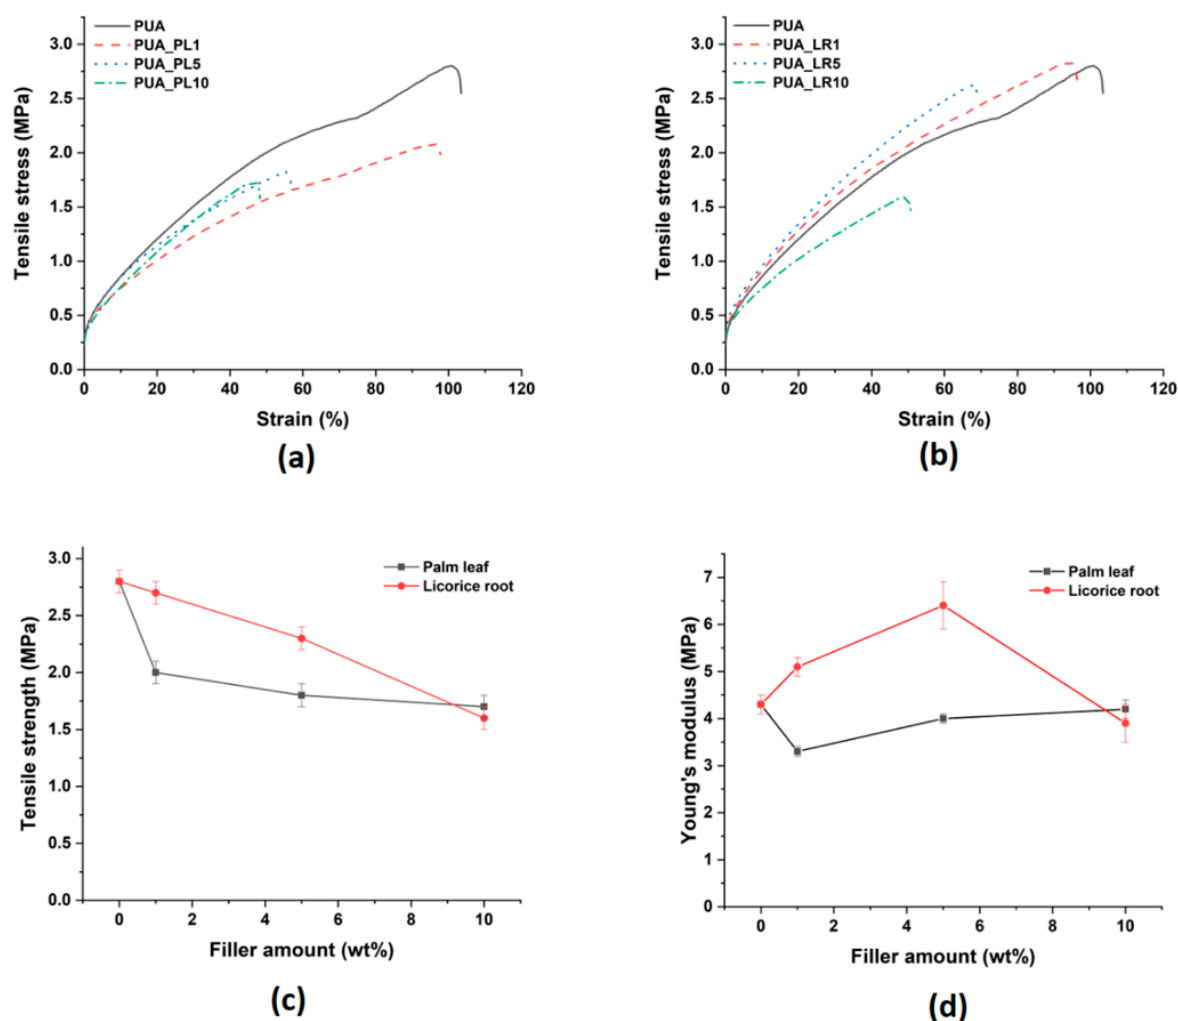 PUA
PUA_PL1
PUA_PL5
PUA_PL10
3.0
2.5
2.0
1.5
1.0
0.5
0.0
Tensile stress (MPa)
0 20 40 60 80 100 120
Strain (%)
(a)
PUA
PUA_LR1
PUA_LR5
PUA_LR10
3.0
2.5
2.0
1.5
1.0
0.5
0.0
Tensile stress (MPa)
0 20 40 60 80 100 120
Strain (%)
(b)
Palm leaf
Licorice root
3.0
2.5
2.0
1.5
1.0
0.5
0.0
Tensile strength (MPa)
0 2 4 6 8 10
Filler amount (wt%)
(c)
Palm leaf
Licorice root
7
6
5
4
3
2
1
0
Young's modulus (MPa)
0 2 4 6 8 10
Filler amount (wt%)
(d)